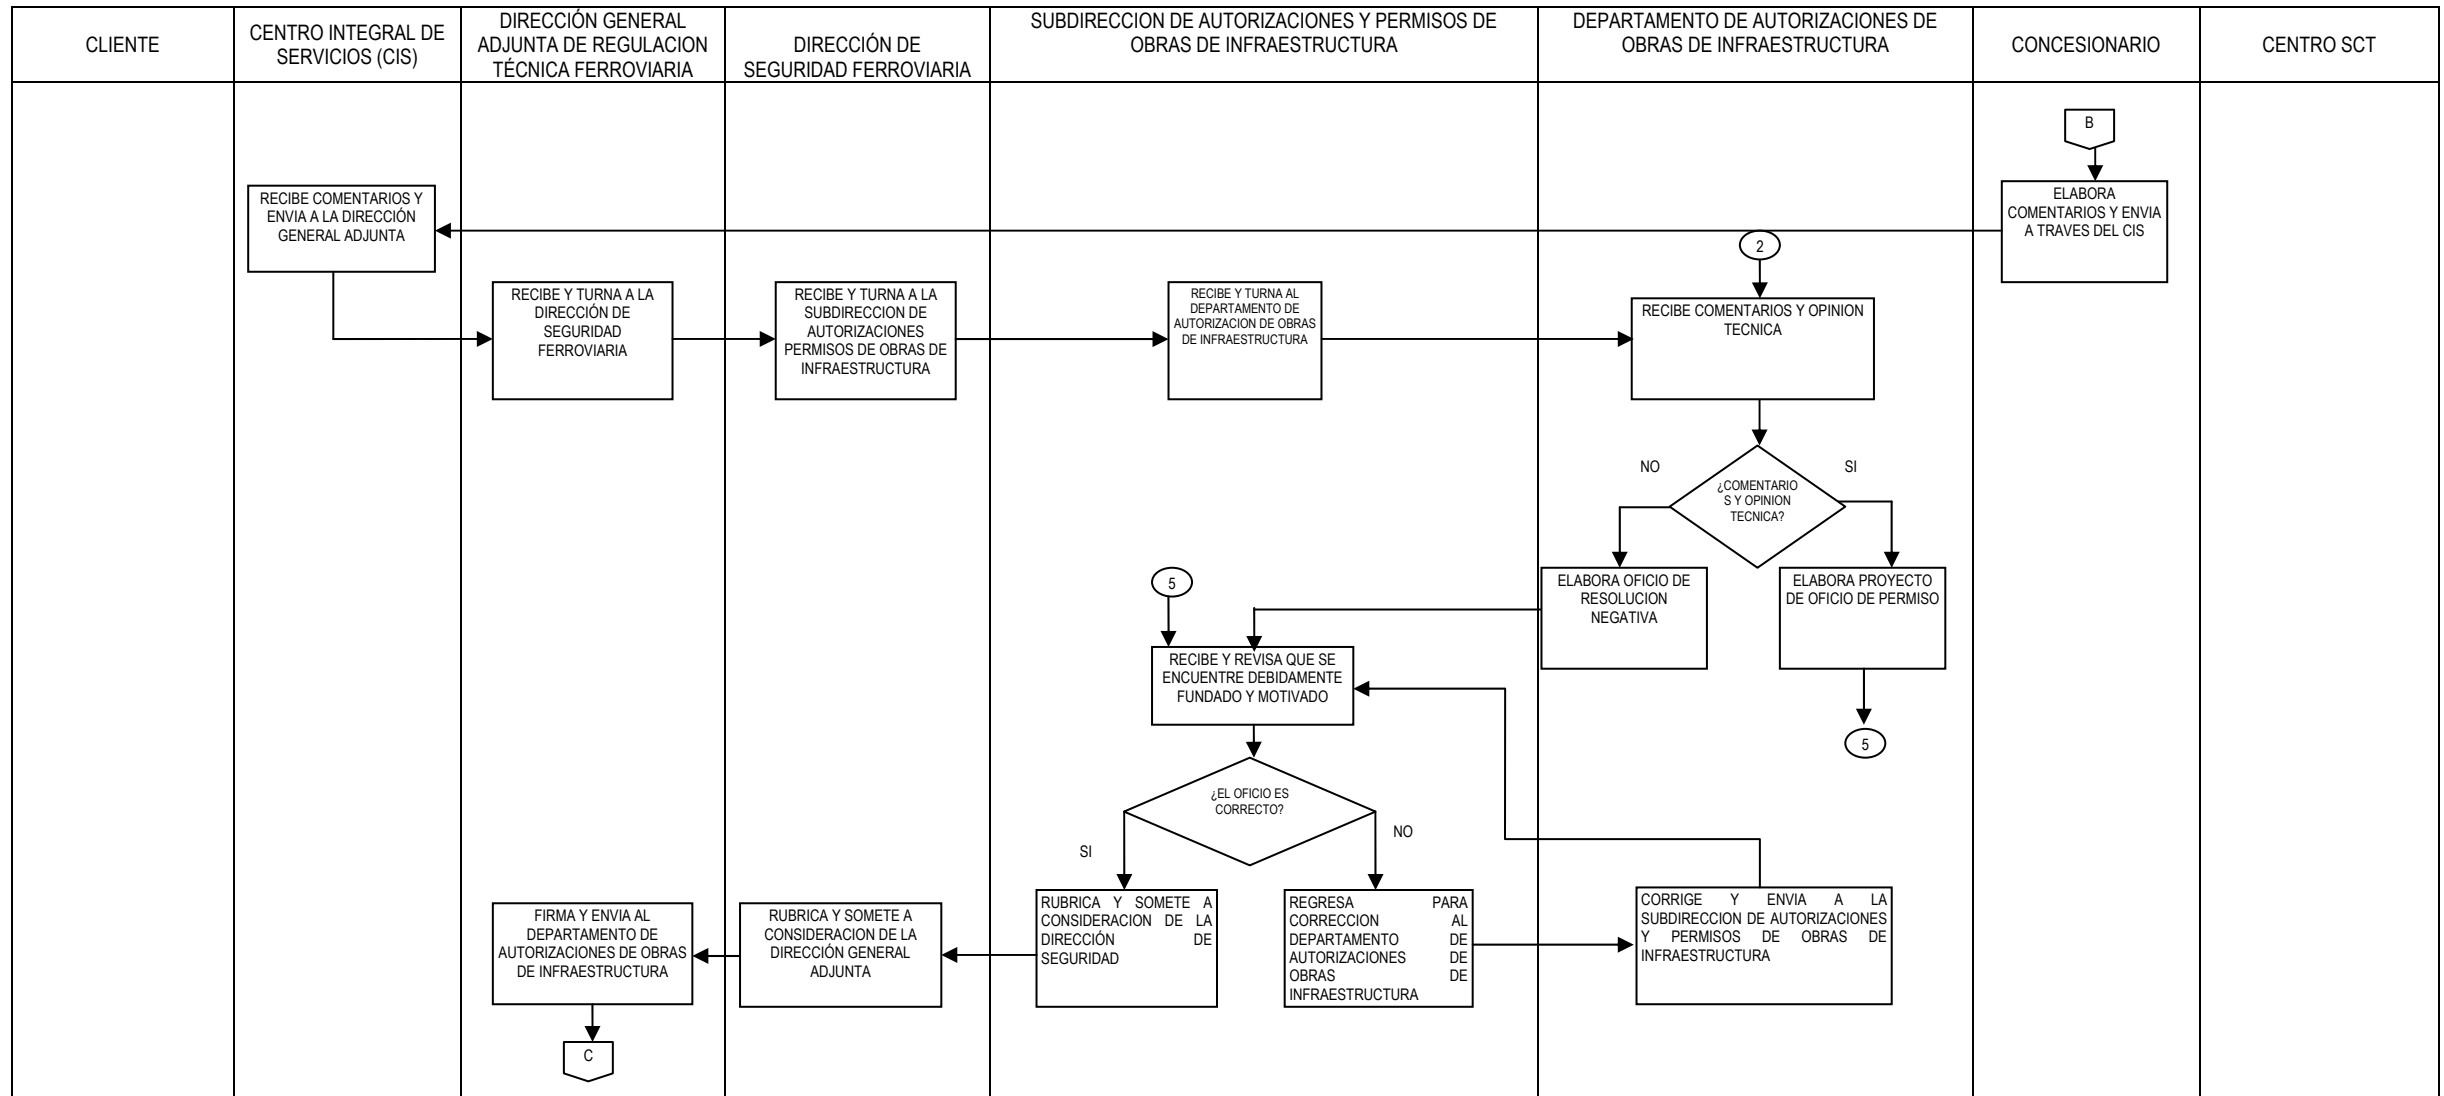 CLIENTE
CENTRO INTEGRAL DE
SERVICIOS (CIS)
DIRECCIÓN GENERAL
ADJUNTA DE REGULACION
TÉCNICA FERROVIARIA
DIRECCIÓN DE
SEGURIDAD FERROVIARIA
SUBDIRECCION DE AUTORIZACIONES Y PERMISOS DE
OBRAS DE INFRAESTRUCTURA
DEPARTAMENTO DE AUTORIZACIONES DE
OBRAS DE INFRAESTRUCTURA
CONCESIONARIO
CENTRO SCT
B
ELABORA
COMENTARIOS Y ENVIA
A TRAVES DEL CIS
RECIBE COMENTARIOS Y
ENVIA A LA DIRECCIÓN
GENERAL ADJUNTA
2
RECIBE Y TURNA A LA
DIRECCIÓN DE
SEGURIDAD
FERROVIARIA
RECIBE Y TURNA A LA
SUBDIRECCION DE
AUTORIZACIONES
PERMISOS DE OBRAS DE
INFRAESTRUCTURA
RECIBE Y TURNA AL
DEPARTAMENTO DE
AUTORIZACION DE OBRAS
DE INFRAESTRUCTURA
RECIBE COMENTARIOS Y OPINION
TECNICA
NO
SI
¿COMENTARIO
S Y OPINION
TECNICA?
ELABORA OFICIO DE
RESOLUCION
NEGATIVA
ELABORA PROYECTO
DE OFICIO DE PERMISO
5
5
RECIBE Y REVISA QUE SE
ENCUENTRE DEBIDAMENTE
FUNDADO Y MOTIVADO
¿EL OFICIO ES
CORRECTO?
SI
NO
FIRMA Y ENVIA AL
DEPARTAMENTO DE
AUTORIZACIONES DE OBRAS
DE INFRAESTRUCTURA
RUBRICA Y SOMETE A
CONSIDERACION DE LA
DIRECCIÓN GENERAL
ADJUNTA
RUBRICA Y SOMETE A
CONSIDERACION DE LA
DIRECCIÓN DE
SEGURIDAD
REGRESA PARA
CORRECCION AL
DEPARTAMENTO DE
AUTORIZACIONES DE
OBRAS DE
INFRAESTRUCTURA
CORRIGE Y ENVIA A LA
SUBDIRECCION DE AUTORIZACIONES
Y PERMISOS DE OBRAS DE
INFRAESTRUCTURA
C